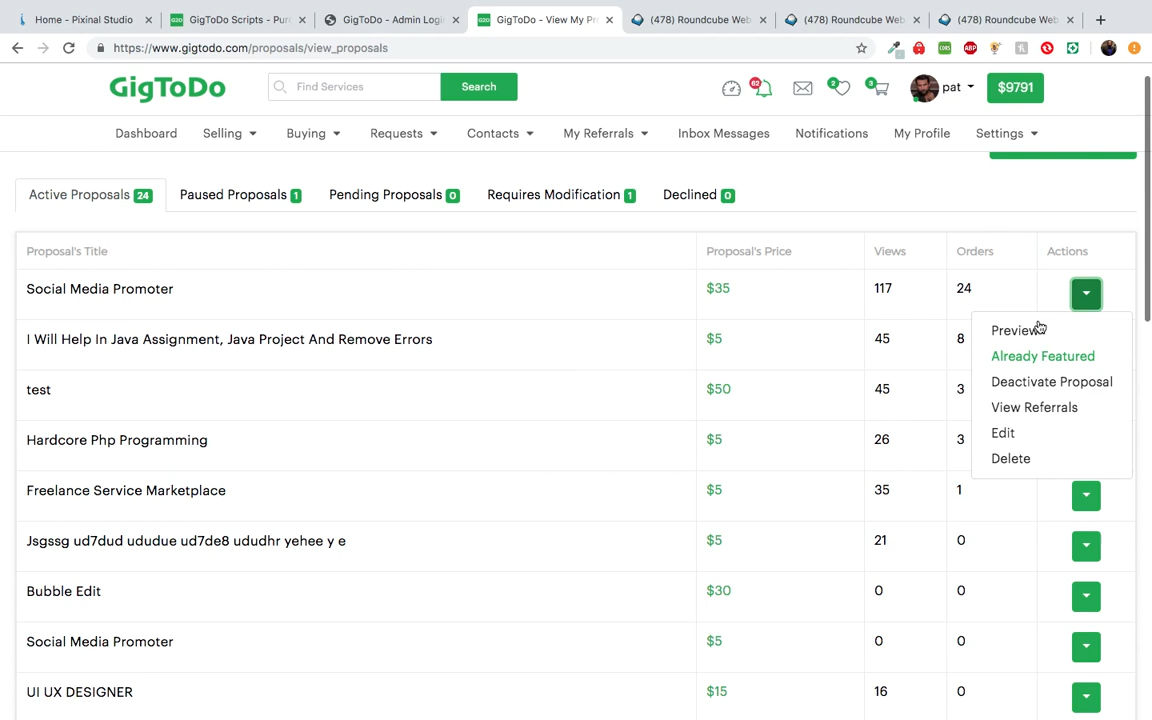 Home - Pixinal Studio
GigToDo Scripts - Pur
GigToDo - Admin Login
GigToDo - View My Pr
(478) Roundcube Web
(478) Roundcube Web
(478) Roundcube Web
https://www.gigtodo.com/proposals/view_proposals
GigToDo
Find Services
Search
62
2
3
pat
$9791
Dashboard
Selling
Buying
Requests
Contacts
My Referrals
Inbox Messages
Notifications
My Profile
Settings
Active Proposals 24
Paused Proposals 1
Pending Proposals 0
Requires Modification 1
Declined 0
Proposal's Title Proposal's Price Views Orders Actions
Social Media Promoter $35 117 24
I Will Help In Java Assignment, Java Project And Remove Errors $5 45 8
test $50 45 3
Hardcore Php Programming $5 26 3
Freelance Service Marketplace $5 35 1
Jsgssg ud7dud ududue ud7de8 ududhr yehee y e $5 21 0
Bubble Edit $30 0 0
Social Media Promoter $5 0 0
UI UX DESIGNER $15 16 0
Preview
Already Featured
Deactivate Proposal
View Referrals
Edit
Delete